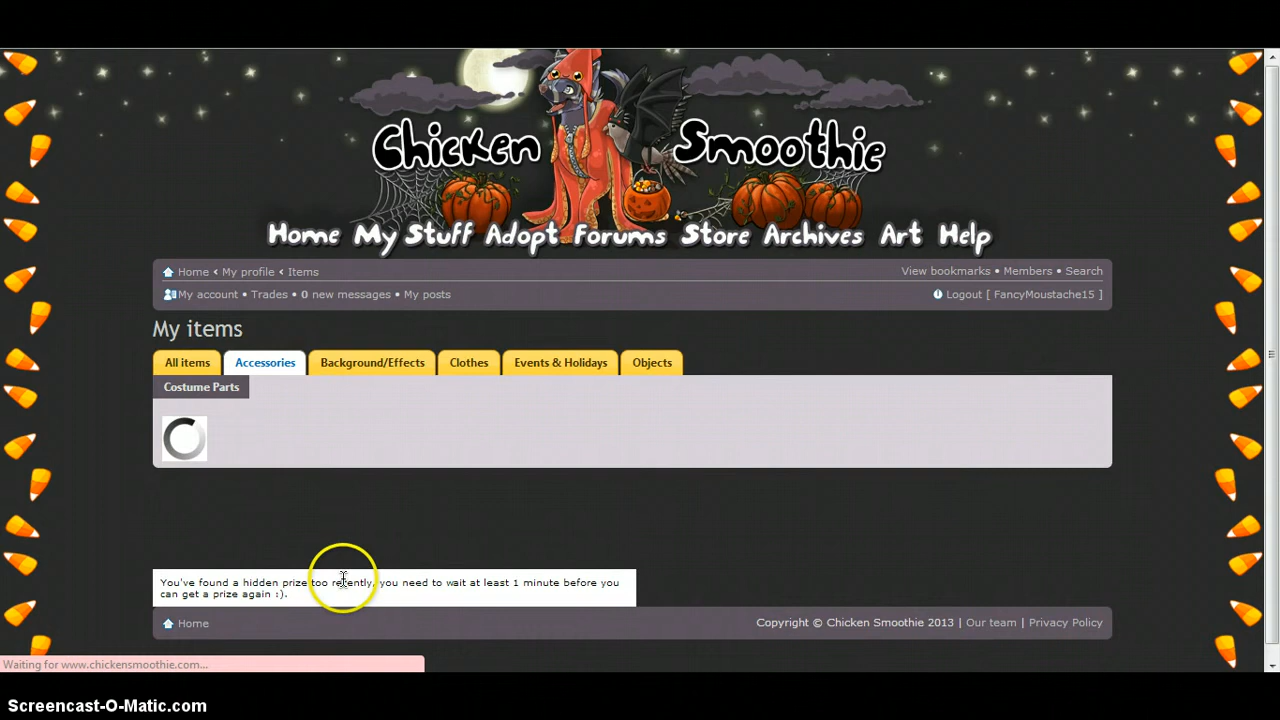 Chicken Smoothie
Home My Stuff Adopt Forums Store Archives Art Help
Home ‹ My profile ‹ Items
View bookmarks • Members • Search
My account • Trades • 0 new messages • My posts
Logout [ FancyMoustache15 ]
My items
All items Accessories Background/Effects Clothes Events & Holidays Objects
Costume Parts
You've found a hidden prize too recently, you need to wait at least 1 minute before you
can get a prize again :).
Home
Copyright © Chicken Smoothie 2013 | Our team | Privacy Policy
Waiting for www.chickensmoothie.com...
Screencast-O-Matic.com